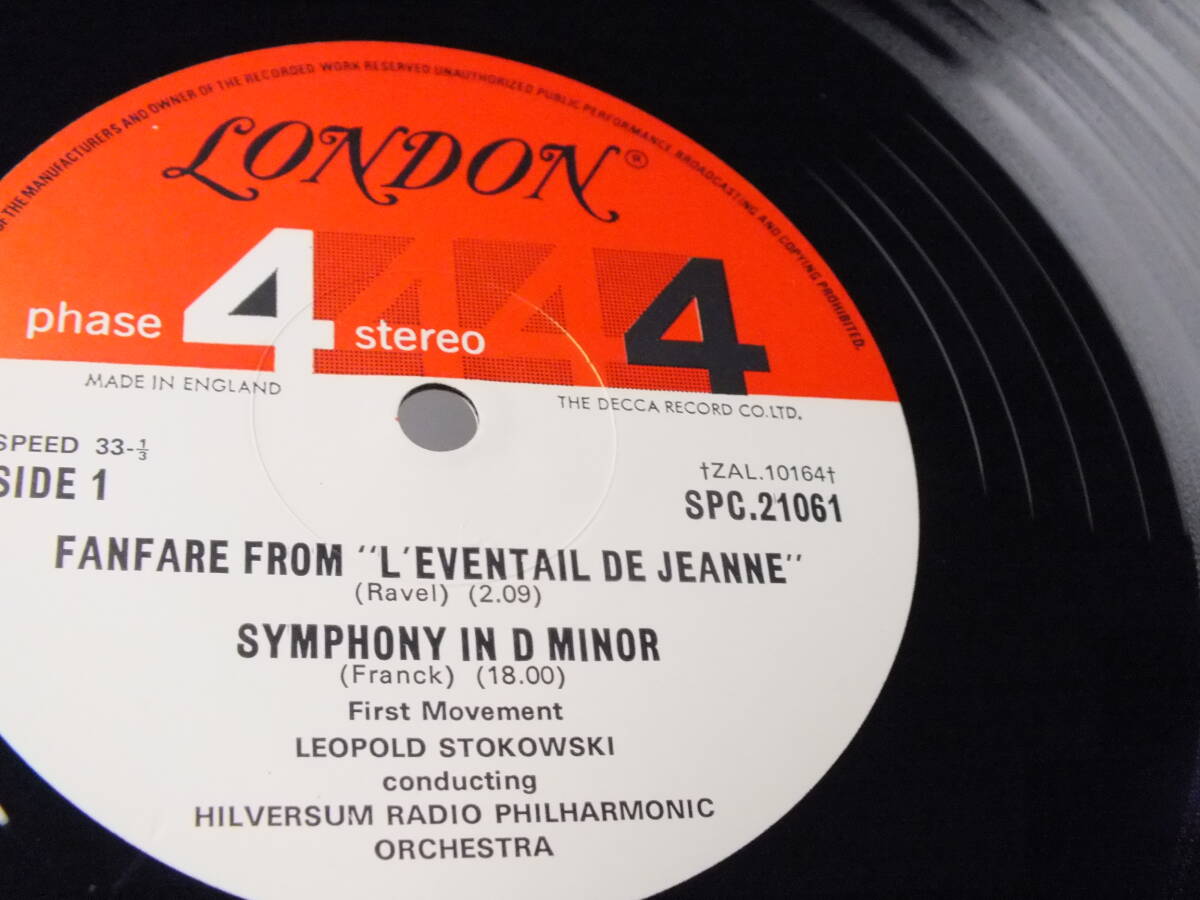 OF THE MANUFACTURERS AND OWNER OF THE RECORDED WORK RESERVED UNAUTHORIZED PUBLIC PERFORMANCE BROADCASTING AND COPYING PROHIBITED.
LONDON®
phase 4 stereo 4 4 4
MADE IN ENGLAND
THE DECCA RECORD CO.LTD.
SPEED 33-⅓
†ZAL.10164†
SIDE 1
SPC.21061
FANFARE FROM "L'EVENTAIL DE JEANNE"
(Ravel) (2.09)
SYMPHONY IN D MINOR
(Franck) (18.00)
First Movement
LEOPOLD STOKOWSKI
conducting
HILVERSUM RADIO PHILHARMONIC
ORCHESTRA